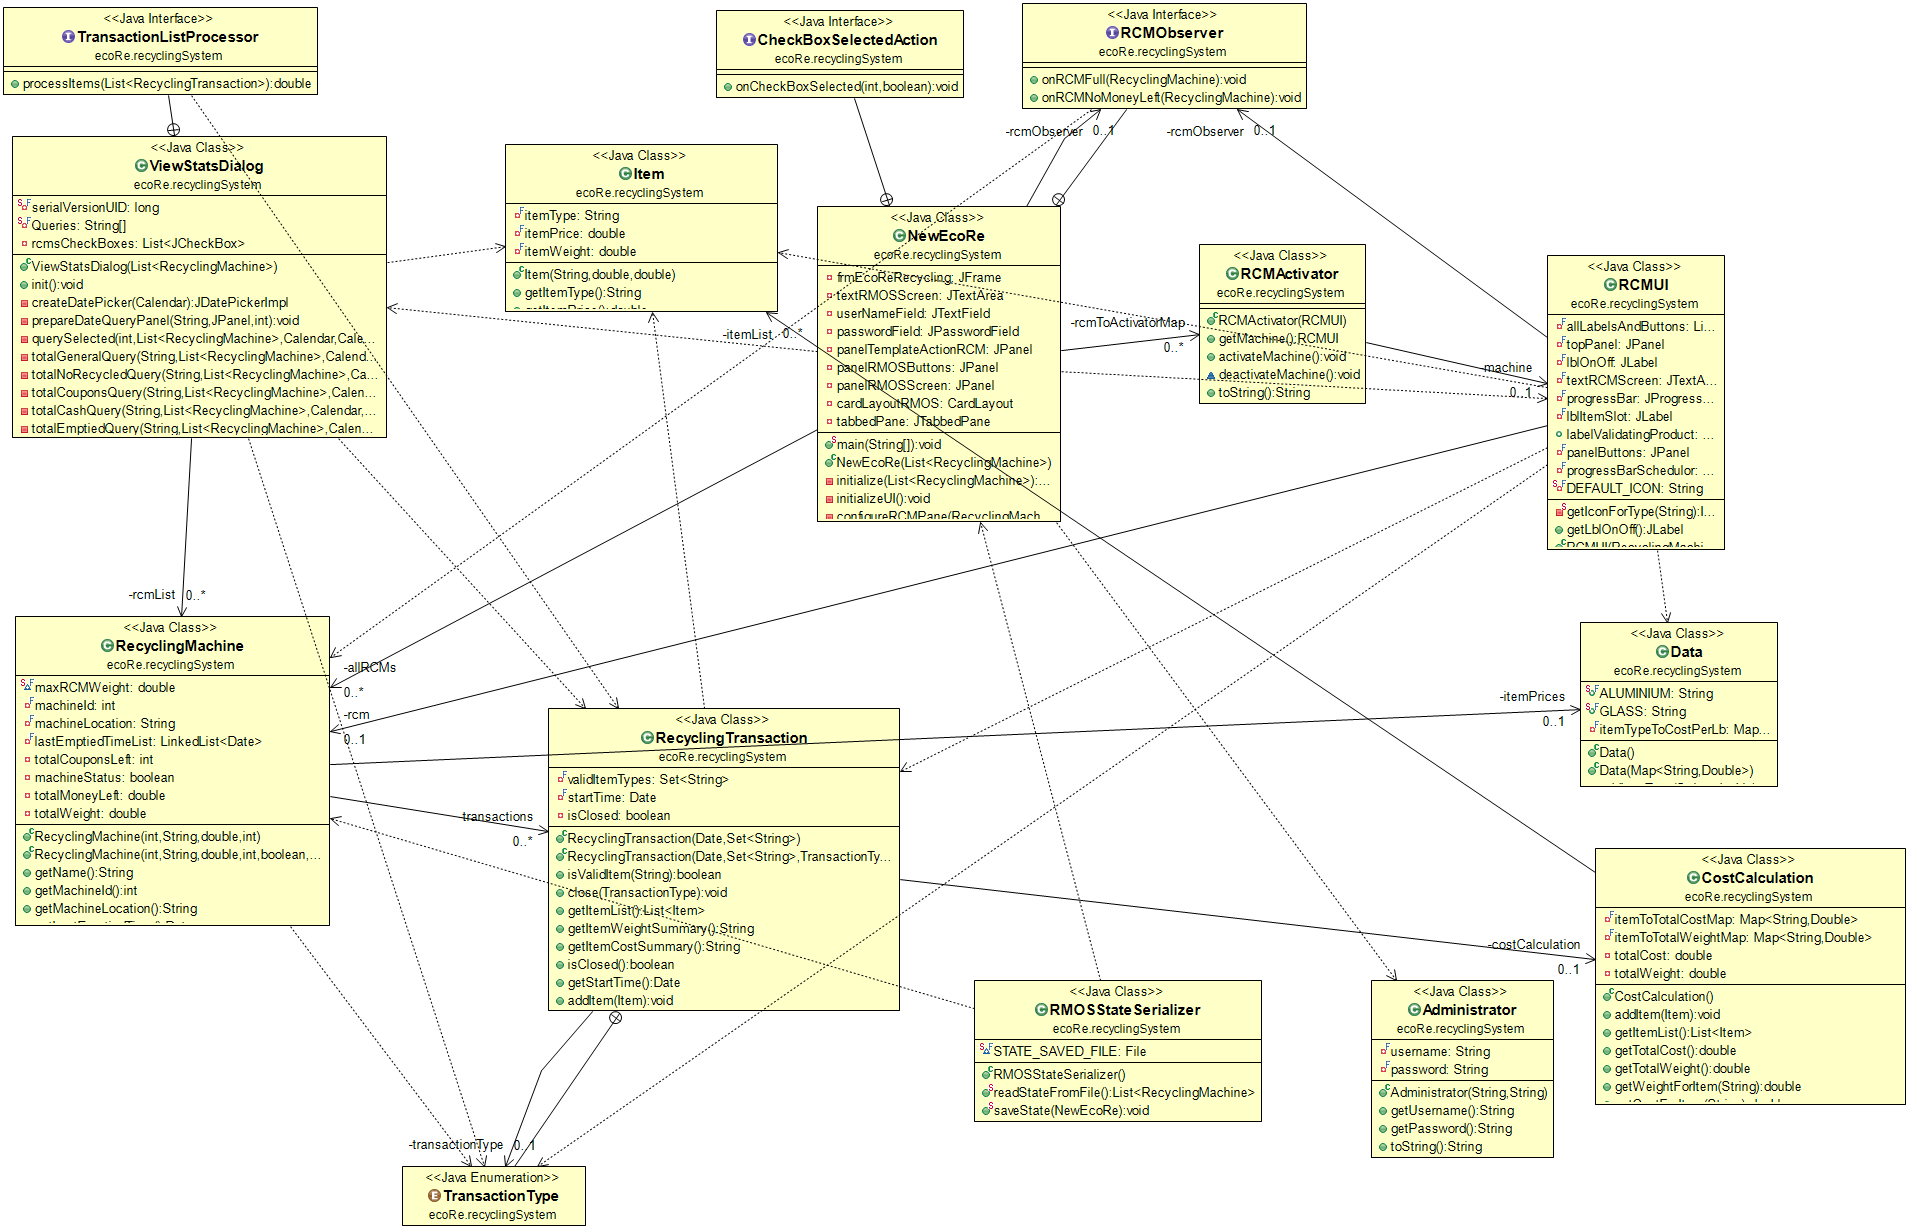 <<Java Interface>>
TransactionListProcessor
ecoRe.recyclingSystem
processItems(List<RecyclingTransaction>):double
<<Java Interface>>
CheckBoxSelectedAction
ecoRe.recyclingSystem
onCheckBoxSelected(int,boolean):void
<<Java Interface>>
RCMObserver
ecoRe.recyclingSystem
onRCMFull(RecyclingMachine):void
onRCMNoMoneyLeft(RecyclingMachine):void
-rcmObserver 0..1
-rcmObserver 0..1
<<Java Class>>
ViewStatsDialog
ecoRe.recyclingSystem
serialVersionUID: long
Queries: String[]
rcmsCheckBoxes: List<JCheckBox>
ViewStatsDialog(List<RecyclingMachine>)
init():void
createDatePicker(Calendar):JDatePickerImpl
prepareDateQueryPanel(String,JPanel,int):void
querySelected(int,List<RecyclingMachine>,Calendar,Cale...
totalGeneralQuery(String,List<RecyclingMachine>,Calend...
totalNoRecycledQuery(String,List<RecyclingMachine>,Ca...
totalCouponsQuery(String,List<RecyclingMachine>,Calen...
totalCashQuery(String,List<RecyclingMachine>,Calendar,...
totalEmptiedQuery(String,List<RecyclingMachine>,Calen...
<<Java Class>>
Item
ecoRe.recyclingSystem
itemType: String
itemPrice: double
itemWeight: double
Item(String,double,double)
getItemType():String
getItemPrice():double
-itemList 0..*
<<Java Class>>
NewEcoRe
ecoRe.recyclingSystem
frmEcoReRecycling: JFrame
textRMOSScreen: JTextArea
userNameField: JTextField
passwordField: JPasswordField
panelTemplateActionRCM: JPanel
panelRMOSButtons: JPanel
panelRMOSScreen: JPanel
cardLayoutRMOS: CardLayout
tabbedPane: JTabbedPane
main(String[]):void
NewEcoRe(List<RecyclingMachine>)
initialize(List<RecyclingMachine>):...
initializeUI():void
configureRCMPane(RecyclingMach
-rcmToActivatorMap
0..*
<<Java Class>>
RCMActivator
ecoRe.recyclingSystem
RCMActivator(RCMUI)
getMachine():RCMUI
activateMachine():void
deactivateMachine():void
toString():String
-machine
0..1
<<Java Class>>
RCMUI
ecoRe.recyclingSystem
allLabelsAndButtons: Li...
topPanel: JPanel
lblOnOff: JLabel
textRCMScreen: JTextA...
progressBar: JProgress...
lblItemSlot: JLabel
labelValidatingProduct: ...
panelButtons: JPanel
progressBarSchedulor: ...
DEFAULT_ICON: String
getIconForType(String):I...
getLblOnOff():JLabel
RCMUI(RecyclingMachi
-rcmList 0..*
<<Java Class>>
RecyclingMachine
ecoRe.recyclingSystem
maxRCMWeight: double
machineId: int
machineLocation: String
lastEmptiedTimeList: LinkedList<Date>
totalCouponsLeft: int
machineStatus: boolean
totalMoneyLeft: double
totalWeight: double
RecyclingMachine(int,String,double,int)
RecyclingMachine(int,String,double,int,boolean,...
getName():String
getMachineId():int
getMachineLocation():String
-allRCMs
0..*
-rcm
0..1
-transactions
0..*
<<Java Class>>
RecyclingTransaction
ecoRe.recyclingSystem
validItemTypes: Set<String>
startTime: Date
isClosed: boolean
RecyclingTransaction(Date,Set<String>)
RecyclingTransaction(Date,Set<String>,TransactionTy...
isValidItem(String):boolean
close(TransactionType):void
getItemList():List<Item>
getItemWeightSummary():String
getItemCostSummary():String
isClosed():boolean
getStartTime():Date
addItem(Item):void
-itemPrices
0..1
<<Java Class>>
Data
ecoRe.recyclingSystem
ALUMINIUM: String
GLASS: String
itemTypeToCostPerLb: Map...
Data()
Data(Map<String,Double>)
-costCalculation
0..1
<<Java Class>>
CostCalculation
ecoRe.recyclingSystem
itemToTotalCostMap: Map<String,Double>
itemToTotalWeightMap: Map<String,Double>
totalCost: double
totalWeight: double
CostCalculation()
addItem(Item):void
getItemList():List<Item>
getTotalCost():double
getTotalWeight():double
getWeightForItem(String):double
<<Java Class>>
RMOSStateSerializer
ecoRe.recyclingSystem
STATE_SAVED_FILE: File
RMOSStateSerializer()
readStateFromFile():List<RecyclingMachine>
saveState(NewEcoRe):void
<<Java Class>>
Administrator
ecoRe.recyclingSystem
username: String
password: String
Administrator(String,String)
getUsername():String
getPassword():String
toString():String
-transactionType 0..1
<<Java Enumeration>>
TransactionType
ecoRe.recyclingSystem